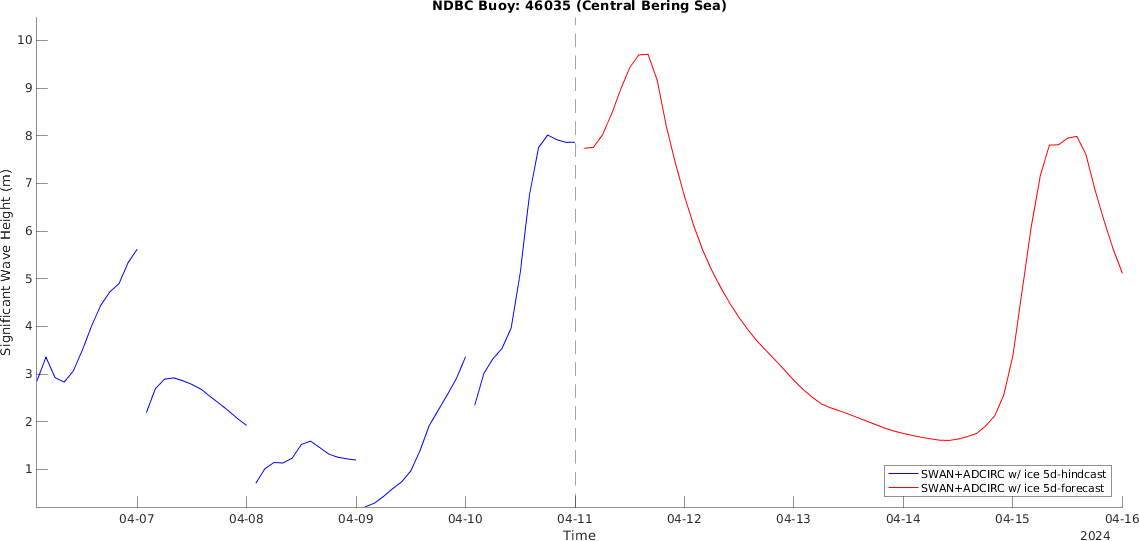 NDBC Buoy: 46035 (Central Bering Sea)
Significant Wave Height (m)
10
9
8
7
6
5
4
3
2
1
SWAN+ADCIRC w/ ice 5d-hindcast
SWAN+ADCIRC w/ ice 5d-forecast
04-07 04-08 04-09 04-10 04-11 04-12 04-13 04-14 04-15 04-16
Time
2024